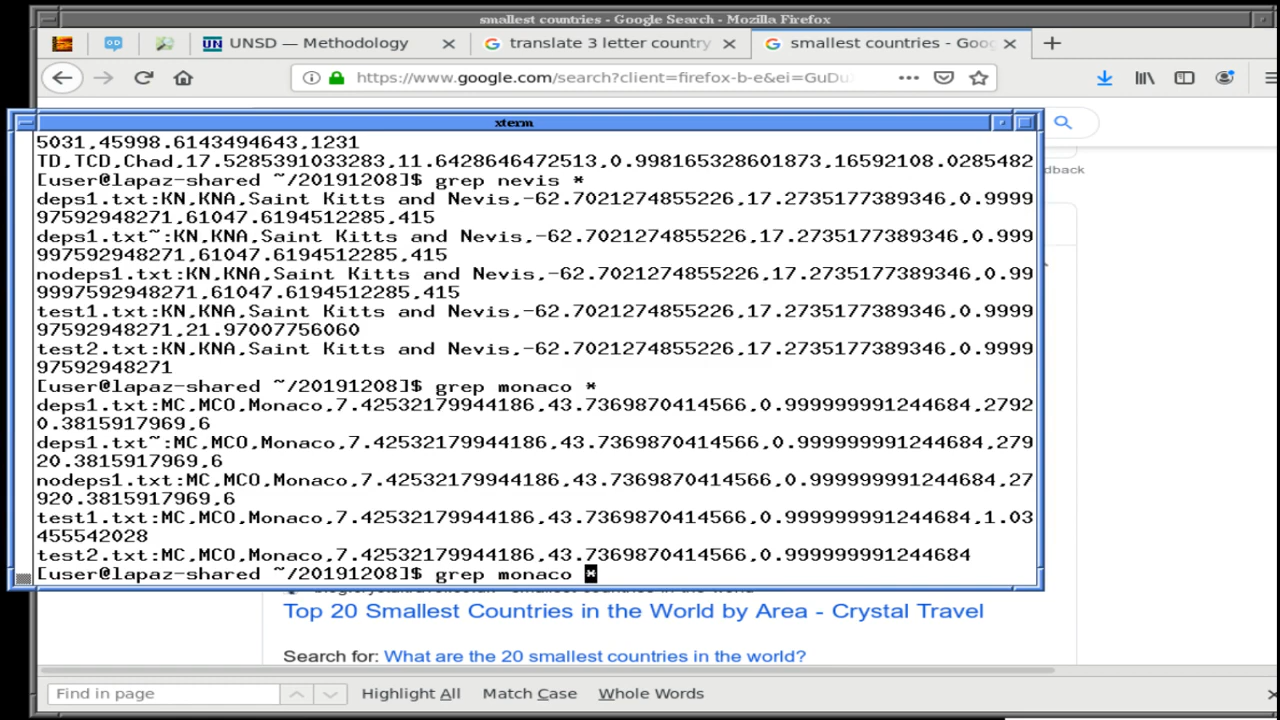 smallest countries - Google Search - Mozilla Firefox
UN UNSD — Methodology
translate 3 letter country
smallest countries - Goog
https://www.google.com/search?client=firefox-b-e&ei=GuDu
xterm
5031,45998.6143494643,1231
TD,TCD,Chad,17.5285391033283,11.6428646472513,0.998165328601873,16592108.0285482
[user@lapaz-shared ~/20191208]$ grep nevis *
deps1.txt:KN,KNA,Saint Kitts and Nevis,-62.7021274855226,17.2735177389346,0.9999
97592948271,61047.6194512285,415
deps1.txt~:KN,KNA,Saint Kitts and Nevis,-62.7021274855226,17.2735177389346,0.999
997592948271,61047.6194512285,415
nodeps1.txt:KN,KNA,Saint Kitts and Nevis,-62.7021274855226,17.2735177389346,0.99
9997592948271,61047.6194512285,415
test1.txt:KN,KNA,Saint Kitts and Nevis,-62.7021274855226,17.2735177389346,0.9999
97592948271,21.97007756060
test2.txt:KN,KNA,Saint Kitts and Nevis,-62.7021274855226,17.2735177389346,0.9999
97592948271
[user@lapaz-shared ~/20191208]$ grep monaco *
deps1.txt:MC,MCO,Monaco,7.42532179944186,43.7369870414566,0.999999991244684,2792
0.3815917969,6
deps1.txt~:MC,MCO,Monaco,7.42532179944186,43.7369870414566,0.999999991244684,279
20.3815917969,6
nodeps1.txt:MC,MCO,Monaco,7.42532179944186,43.7369870414566,0.999999991244684,27
920.3815917969,6
test1.txt:MC,MCO,Monaco,7.42532179944186,43.7369870414566,0.999999991244684,1.03
455542028
test2.txt:MC,MCO,Monaco,7.42532179944186,43.7369870414566,0.999999991244684
[user@lapaz-shared ~/20191208]$ grep monaco *
dback
Top 20 Smallest Countries in the World by Area - Crystal Travel
Search for: What are the 20 smallest countries in the world?
Find in page
Highlight All
Match Case
Whole Words